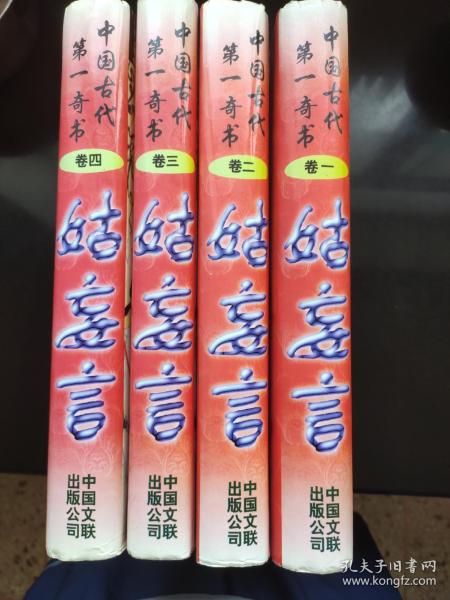 中国古代
第一奇书
卷四
姑妄言
中国文联
出版公司
中国古代
第一奇书
卷三
姑妄言
中国文联
出版公司
中国古代
第一奇书
卷二
姑妄言
中国文联
出版公司
中国古代
第一奇书
卷一
姑妄言
中国文联
出版公司
孔夫子旧书网
www.kongfz.com